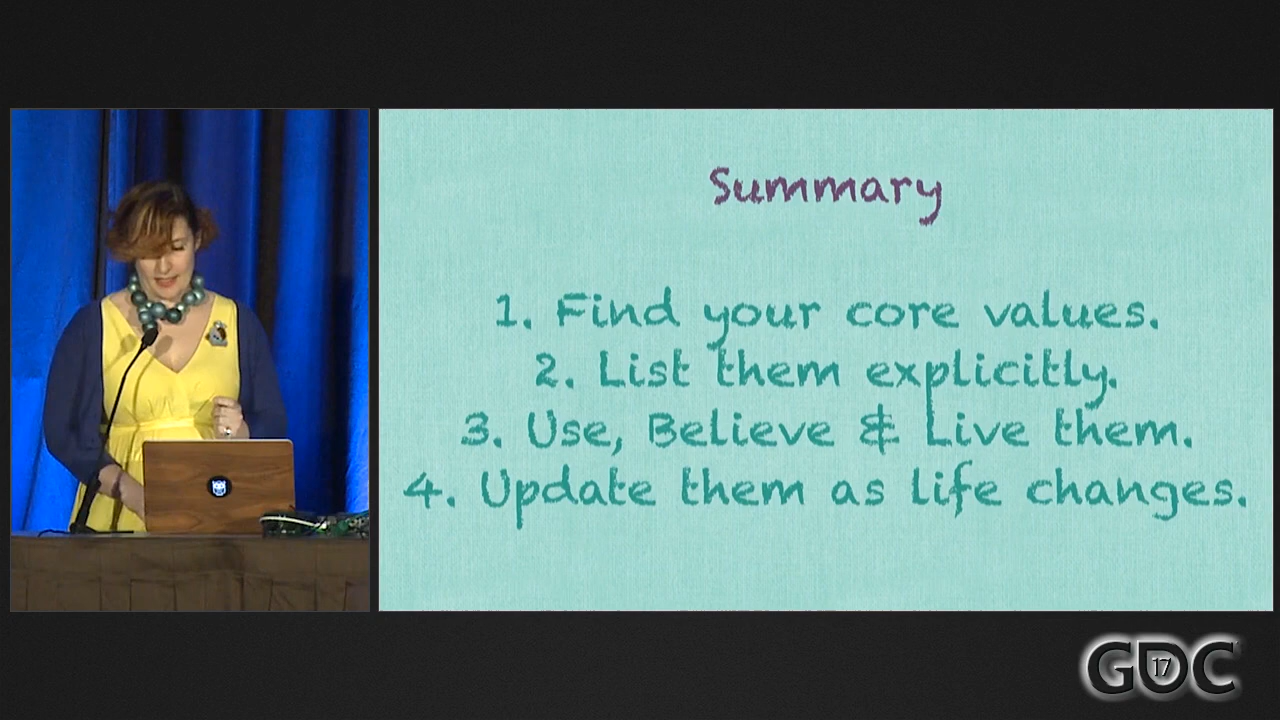 Summary
1. Find your core values.
2. List them explicitly.
3. Use, Believe & Live them.
4. Update them as life changes.
GDC
17